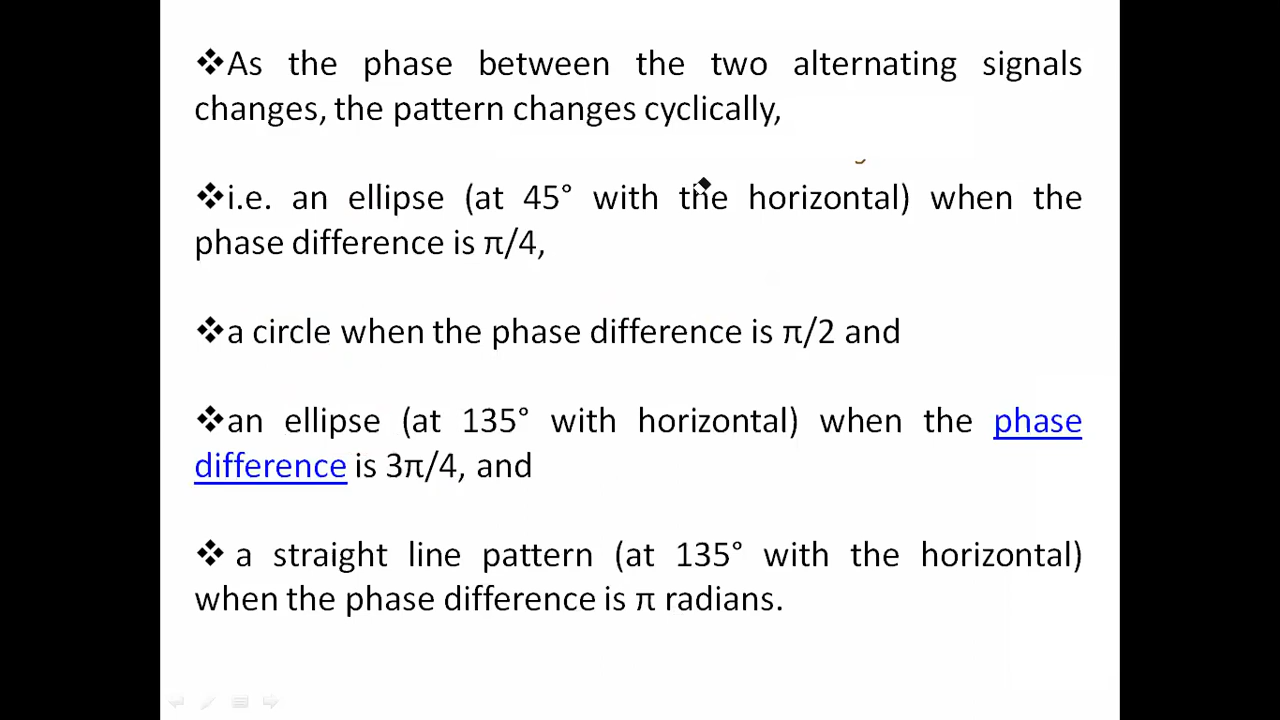 ❖As the phase between the two alternating signals
changes, the pattern changes cyclically,
❖i.e. an ellipse (at 45° with the horizontal) when the
phase difference is π/4,
❖a circle when the phase difference is π/2 and
❖an ellipse (at 135° with horizontal) when the phase
difference is 3π/4, and
❖ a straight line pattern (at 135° with the horizontal)
when the phase difference is π radians.